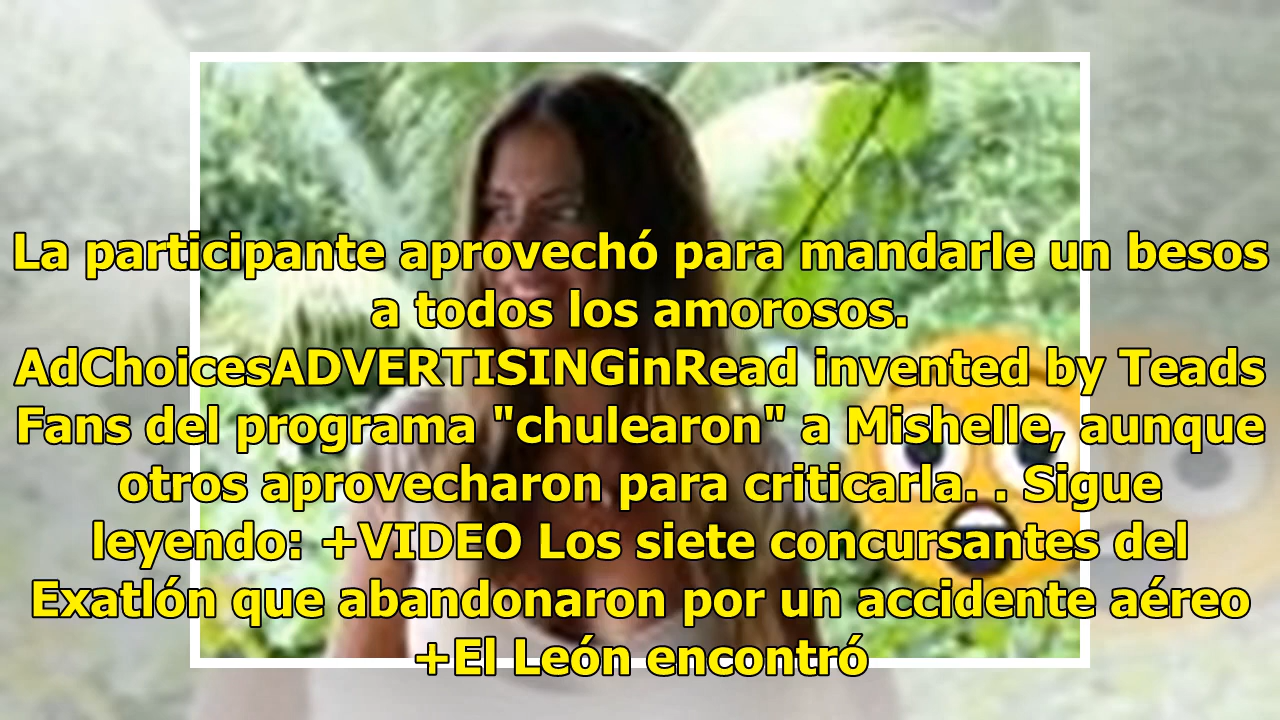 La participante aprovechó para mandarle un besos
a todos los amorosos.
AdChoicesADVERTISINGinRead invented by Teads
Fans del programa "chulearon" a Mishelle, aunque
otros aprovecharon para criticarla. . Sigue
leyendo: +VIDEO Los siete concursantes del
Exatlón que abandonaron por un accidente aéreo
+El León encontró